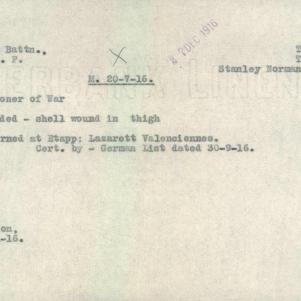 Battn.,
8 DEC 1916
. F.
Stanley Norman
M. 20-7-16.
oner of War
ded - shell wound in thigh
rned at Etapp: Lazarett Valenciennes.
Cert. by - German List dated 30-9-16.
on.
-16.